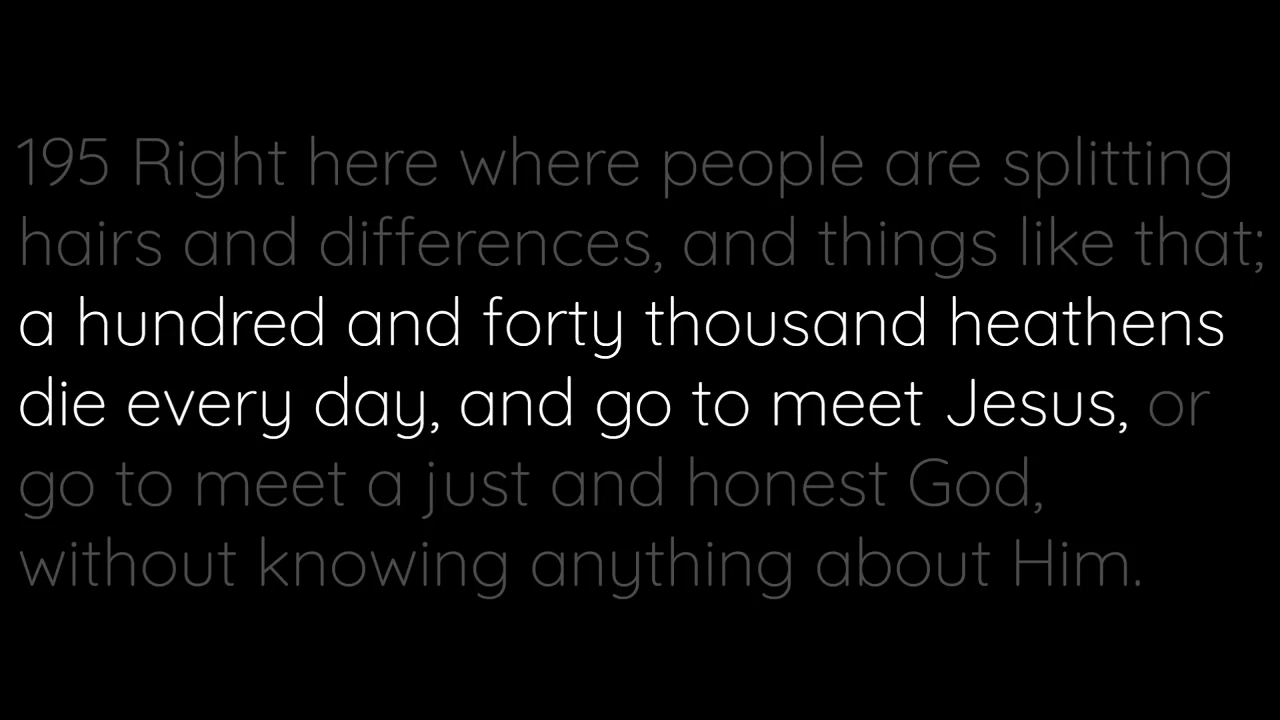 195 Right here where people are splitting
hairs and differences, and things like that;
a hundred and forty thousand heathens
die every day, and go to meet Jesus, or
go to meet a just and honest God,
without knowing anything about Him.